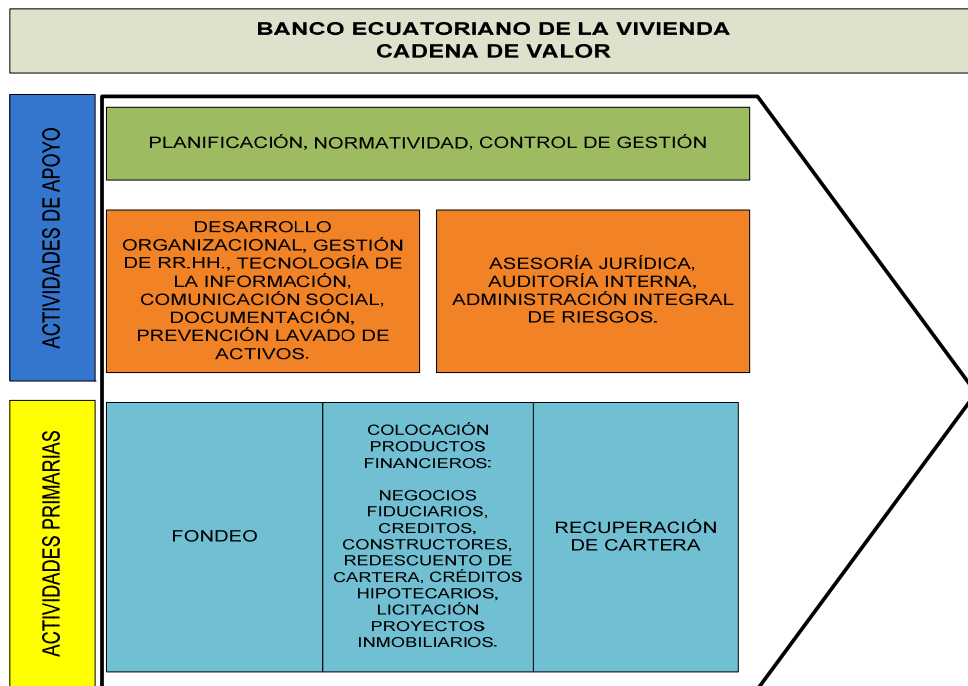 BANCO ECUATORIANO DE LA VIVIENDA
CADENA DE VALOR
ACTIVIDADES DE APOYO
PLANIFICACIÓN, NORMATIVIDAD, CONTROL DE GESTIÓN
DESARROLLO
ORGANIZACIONAL, GESTIÓN
DE RR.HH., TECNOLOGÍA DE
LA INFORMACIÓN,
COMUNICACIÓN SOCIAL,
DOCUMENTACIÓN,
PREVENCIÓN LAVADO DE
ACTIVOS.
ASESORÍA JURÍDICA,
AUDITORÍA INTERNA,
ADMINISTRACIÓN INTEGRAL
DE RIESGOS.
ACTIVIDADES PRIMARIAS
FONDEO
COLOCACIÓN
PRODUCTOS
FINANCIEROS:
NEGOCIOS
FIDUCIARIOS,
CREDITOS,
CONSTRUCTORES,
REDESCUENTO DE
CARTERA, CRÉDITOS
HIPOTECARIOS,
LICITACIÓN
PROYECTOS
INMOBILIARIOS.
RECUPERACIÓN
DE CARTERA